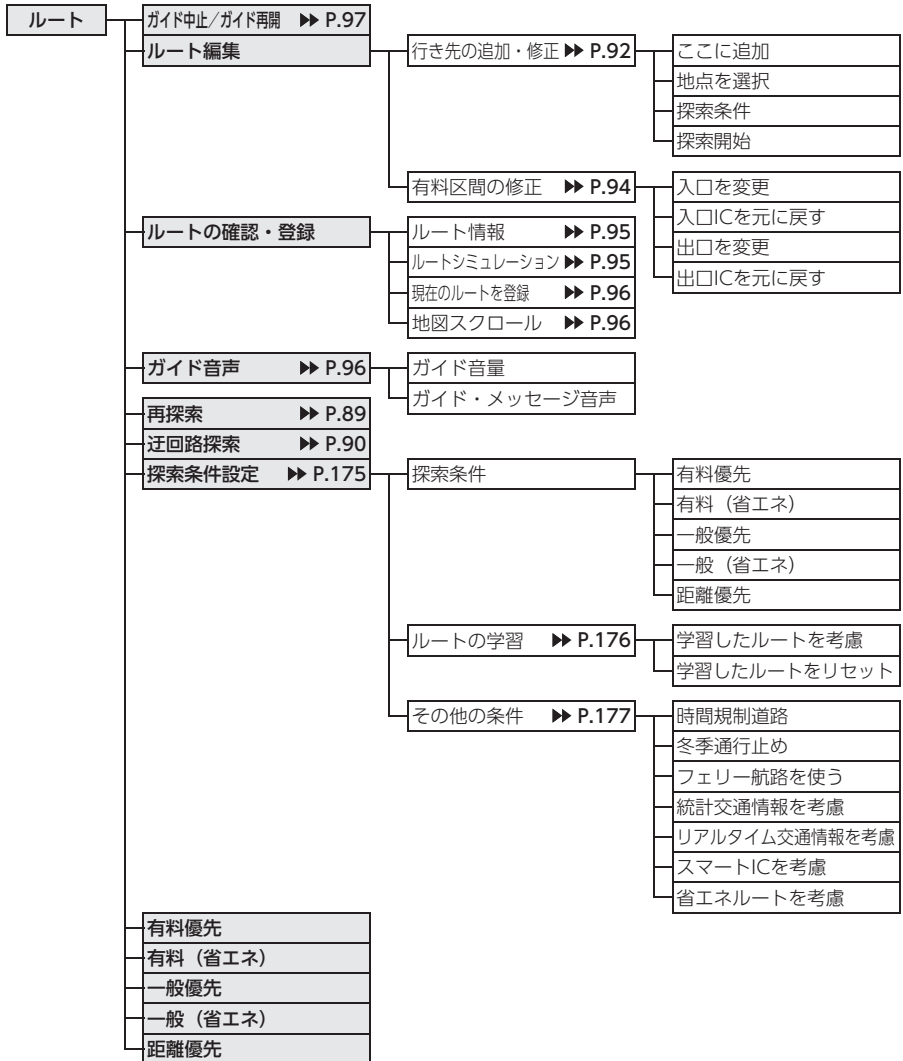 ルート
ガイド中止／ガイド再開 ▶▶ P.97
ルート編集
行き先の追加・修正 ▶▶ P.92
ここに追加
地点を選択
探索条件
探索開始
有料区間の修正 ▶▶ P.94
入口を変更
入口ICを元に戻す
出口を変更
出口ICを元に戻す
ルートの確認・登録
ルート情報 ▶▶ P.95
ルートシミュレーション ▶▶ P.95
現在のルートを登録 ▶▶ P.96
地図スクロール ▶▶ P.96
ガイド音声 ▶▶ P.96
ガイド音量
ガイド・メッセージ音声
再探索 ▶▶ P.89
迂回路探索 ▶▶ P.90
探索条件設定 ▶▶ P.175
探索条件
有料優先
有料（省エネ）
一般優先
一般（省エネ）
距離優先
ルートの学習 ▶▶ P.176
学習したルートを考慮
学習したルートをリセット
その他の条件 ▶▶ P.177
時間規制道路
冬季通行止め
フェリー航路を使う
統計交通情報を考慮
リアルタイム交通情報を考慮
スマートICを考慮
省エネルートを考慮
有料優先
有料（省エネ）
一般優先
一般（省エネ）
距離優先